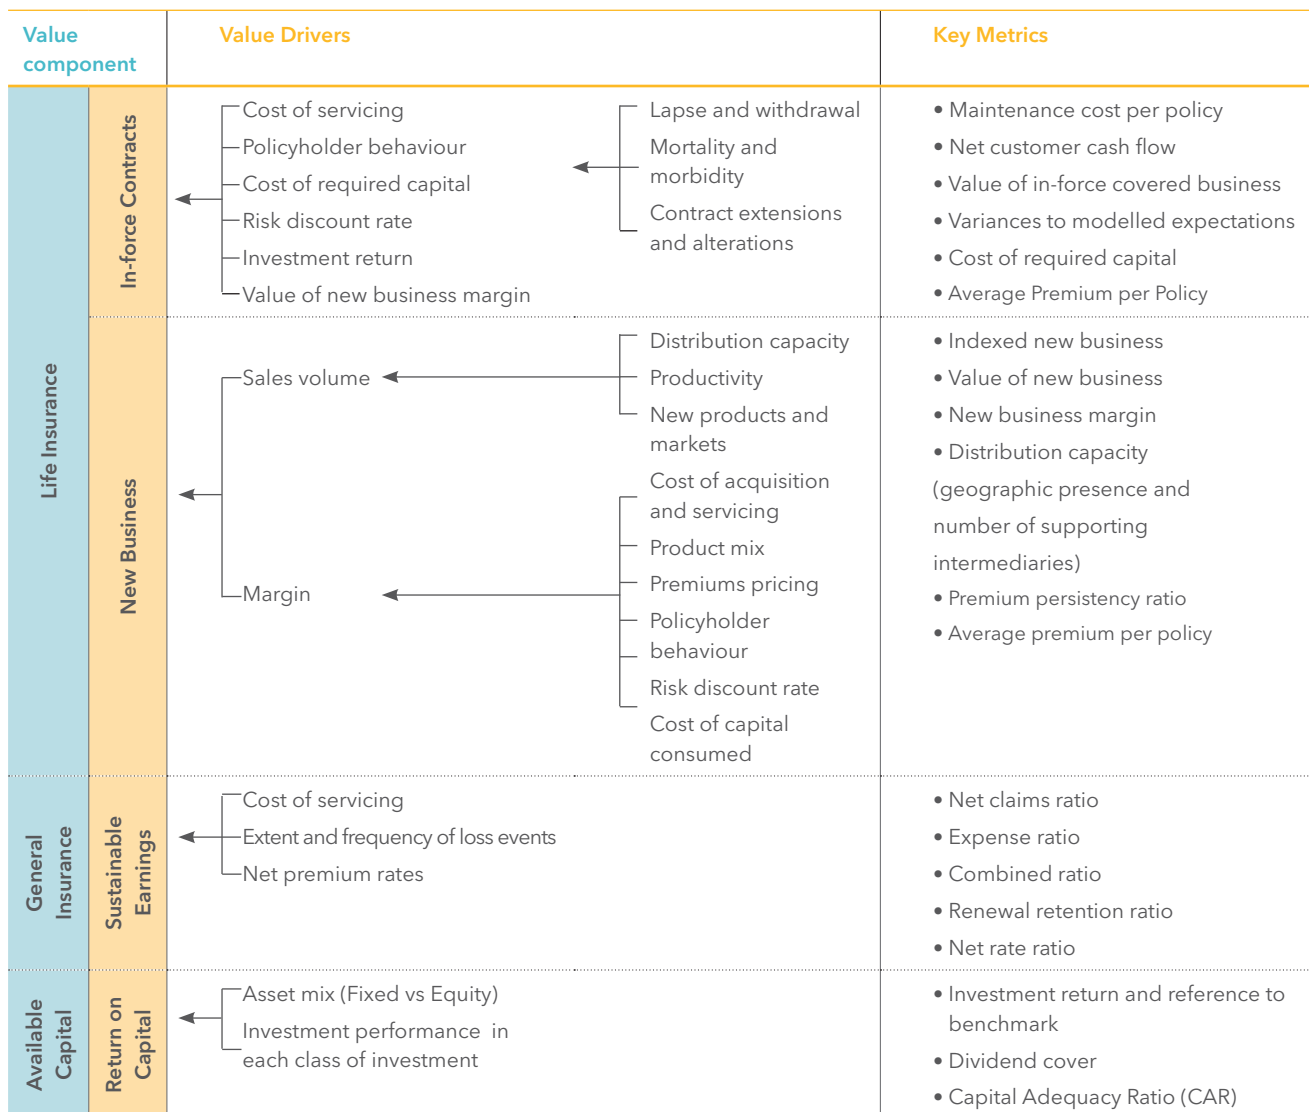 Value
component
Value Drivers
Key Metrics
Life Insurance
In-force Contracts
Cost of servicing
Policyholder behaviour
Cost of required capital
Risk discount rate
Investment return
Value of new business margin
Lapse and withdrawal
Mortality and
morbidity
Contract extensions
and alterations
• Maintenance cost per policy
• Net customer cash flow
• Value of in-force covered business
• Variances to modelled expectations
• Cost of required capital
• Average Premium per Policy
New Business
Sales volume
Margin
Distribution capacity
Productivity
New products and
markets
Cost of acquisition
and servicing
Product mix
Premiums pricing
Policyholder
behaviour
Risk discount rate
Cost of capital
consumed
• Indexed new business
• Value of new business
• New business margin
• Distribution capacity
(geographic presence and
number of supporting
intermediaries)
• Premium persistency ratio
• Average premium per policy
General
Insurance
Sustainable
Earnings
Cost of servicing
Extent and frequency of loss events
Net premium rates
• Net claims ratio
• Expense ratio
• Combined ratio
• Renewal retention ratio
• Net rate ratio
Available
Capital
Return on
Capital
Asset mix (Fixed vs Equity)
Investment performance in
each class of investment
• Investment return and reference to
benchmark
• Dividend cover
• Capital Adequacy Ratio (CAR)